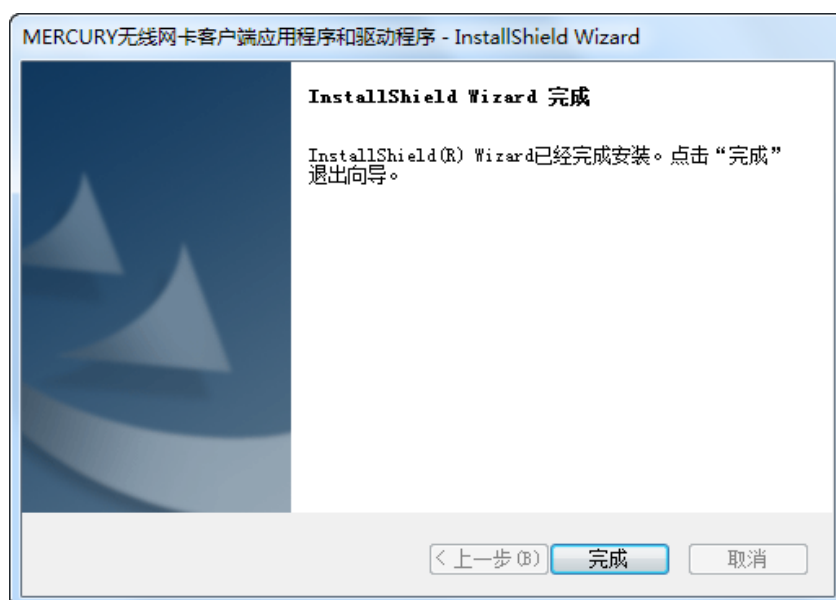 MERCURY无线网卡客户端应用程序和驱动程序 - InstallShield Wizard
InstallShield Wizard 完成
InstallShield(R) Wizard已经完成安装。点击“完成”
退出向导。
< 上一步(B)
完成
取消